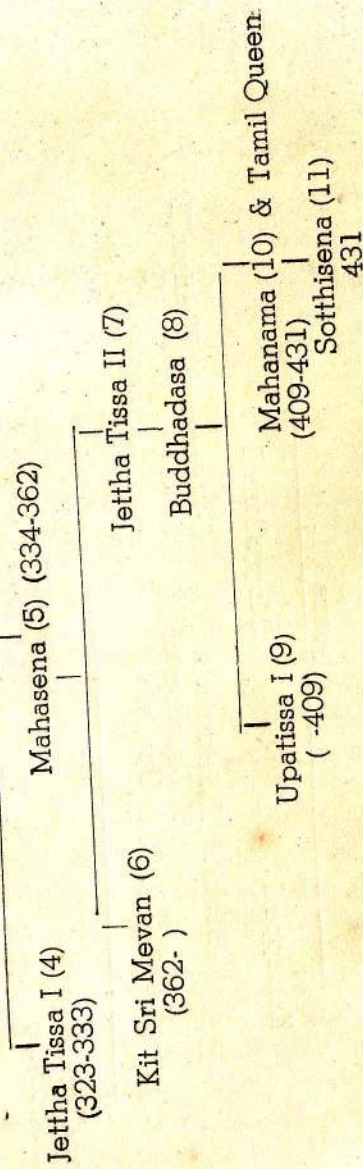 Jettha Tissa I (4)
(323-333)
Mahasena (5) (334-362)
Kit Sri Mevan (6)
(362- )
Jettha Tissa II (7)
Buddhadasa (8)
Upatissa I (9)
( -409)
Mahanama (10) & Tamil Queen
(409-431)
Sotthisena (11)
431